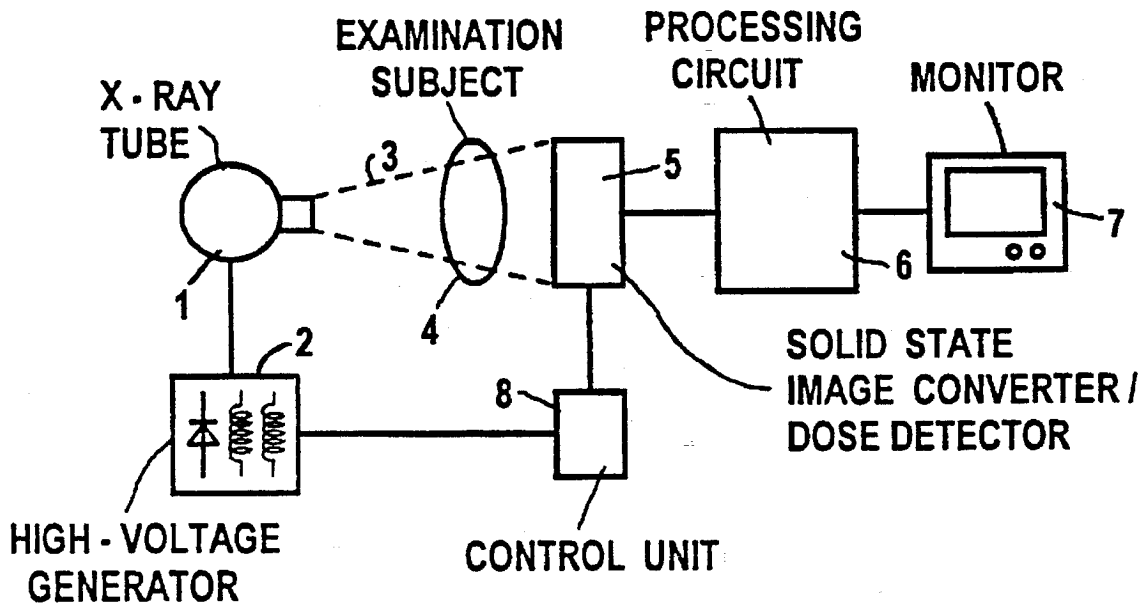 EXAMINATION
SUBJECT
PROCESSING
CIRCUIT
MONITOR
X - RAY
TUBE
3
5
7
1
4
6
2
8
SOLID STATE
IMAGE CONVERTER /
DOSE DETECTOR
HIGH - VOLTAGE
GENERATOR
CONTROL UNIT